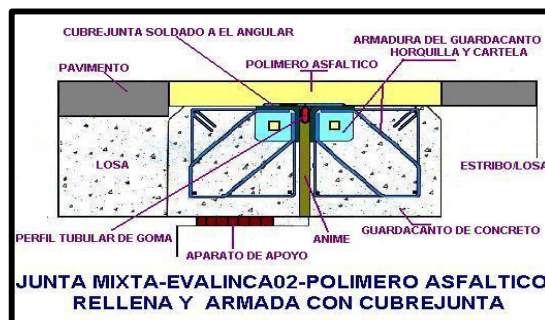 CUBREJUNTA SOLDADO A EL ANGULAR
ARMADURA DEL GUARDACANTO
HORQUILLA Y CARTELA
PAVIMENTO
POLIMERO ASFALTICO
LOSA
ESTRIBO/LOSA
PERFIL TUBULAR DE GOMA
ANIME
GUARDACANTO DE CONCRETO
APARATO DE APOYO
JUNTA MIXTA-EVALINCA02-POLIMERO ASFALTICO
RELLENA Y ARMADA CON CUBREJUNTA